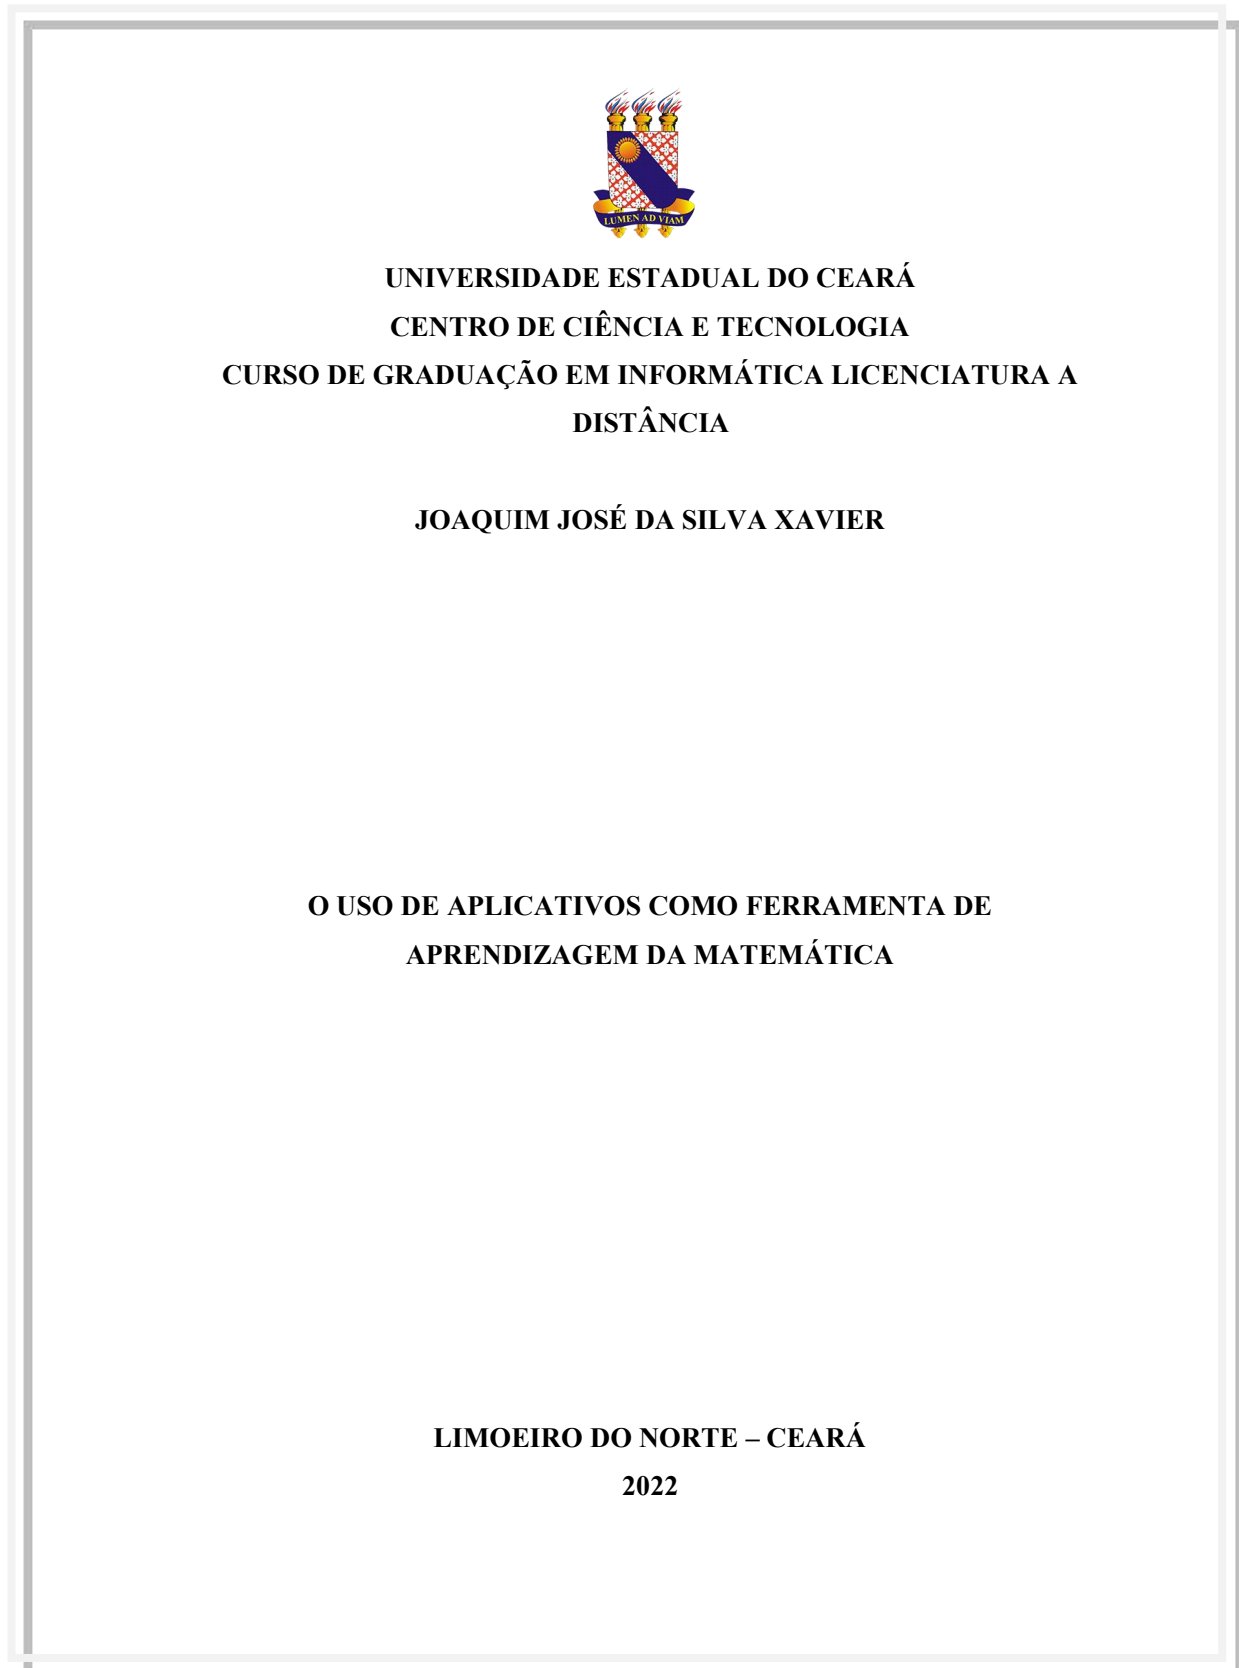 LUMEN AD VIAM
UNIVERSIDADE ESTADUAL DO CEARÁ
CENTRO DE CIÊNCIA E TECNOLOGIA
CURSO DE GRADUAÇÃO EM INFORMÁTICA LICENCIATURA A
DISTÂNCIA
JOAQUIM JOSÉ DA SILVA XAVIER
O USO DE APLICATIVOS COMO FERRAMENTA DE
APRENDIZAGEM DA MATEMÁTICA
LIMOEIRO DO NORTE – CEARÁ
2022